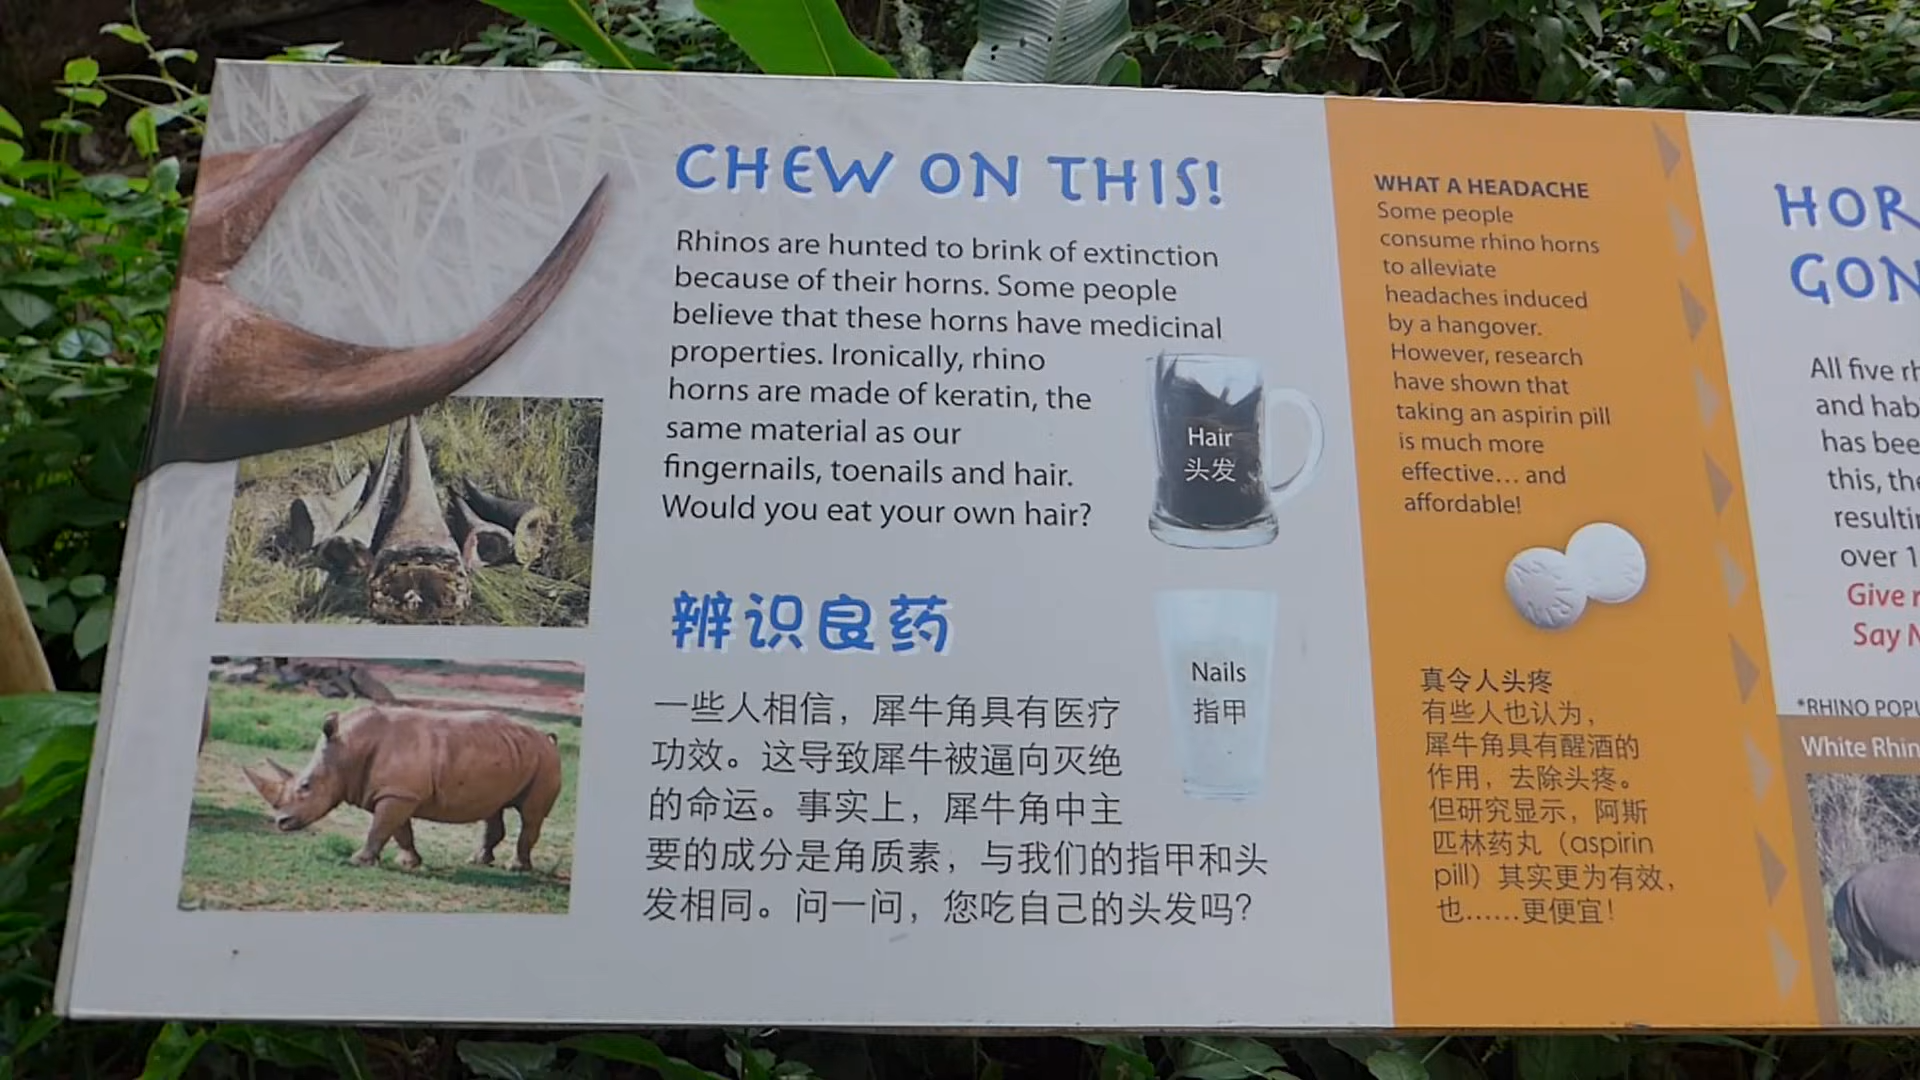 CHEW ON THIS!
Rhinos are hunted to brink of extinction
because of their horns. Some people
believe that these horns have medicinal
properties. Ironically, rhino
horns are made of keratin, the
same material as our
fingernails, toenails and hair.
Would you eat your own hair?
Hair
头发
辨识良药
一些人相信，犀牛角具有医疗
功效。这导致犀牛被逼向灭绝
的命运。事实上，犀牛角中主
要的成分是角质素，与我们的指甲和头
发相同。问一问，您吃自己的头发吗？
Nails
指甲
WHAT A HEADACHE
Some people
consume rhino horns
to alleviate
headaches induced
by a hangover.
However, research
have shown that
taking an aspirin pill
is much more
effective... and
affordable!
真令人头疼
有些人也认为，
犀牛角具有醒酒的
作用，去除头疼。
但研究显示，阿斯
匹林药丸（aspirin
pill）其实更为有效，
也......更便宜！
HOR
GON
All five rh
and hab
has bee
this, the
resultin
over 1
Give r
Say N
*RHINO POPU
White Rhin